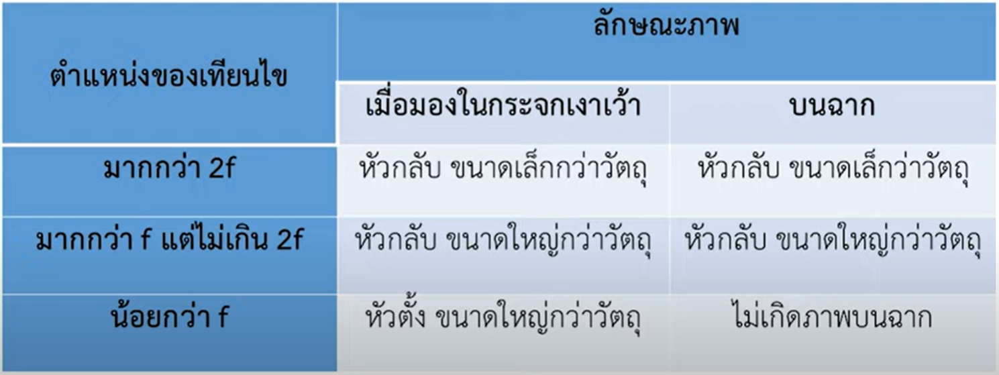 ลักษณะภาพ
ตำแหน่งของเทียนไข
เมื่อมองในกระจกเงาเว้า บนฉาก
มากกว่า 2f หัวกลับ ขนาดเล็กกว่าวัตถุ หัวกลับ ขนาดเล็กว่าวัตถุ
มากกว่า f แต่ไม่เกิน 2f หัวกลับ ขนาดใหญ่กว่าวัตถุ หัวกลับ ขนาดใหญ่กว่าวัตถุ
น้อยกว่า f หัวตั้ง ขนาดใหญ่กว่าวัตถุ ไม่เกิดภาพบนฉาก